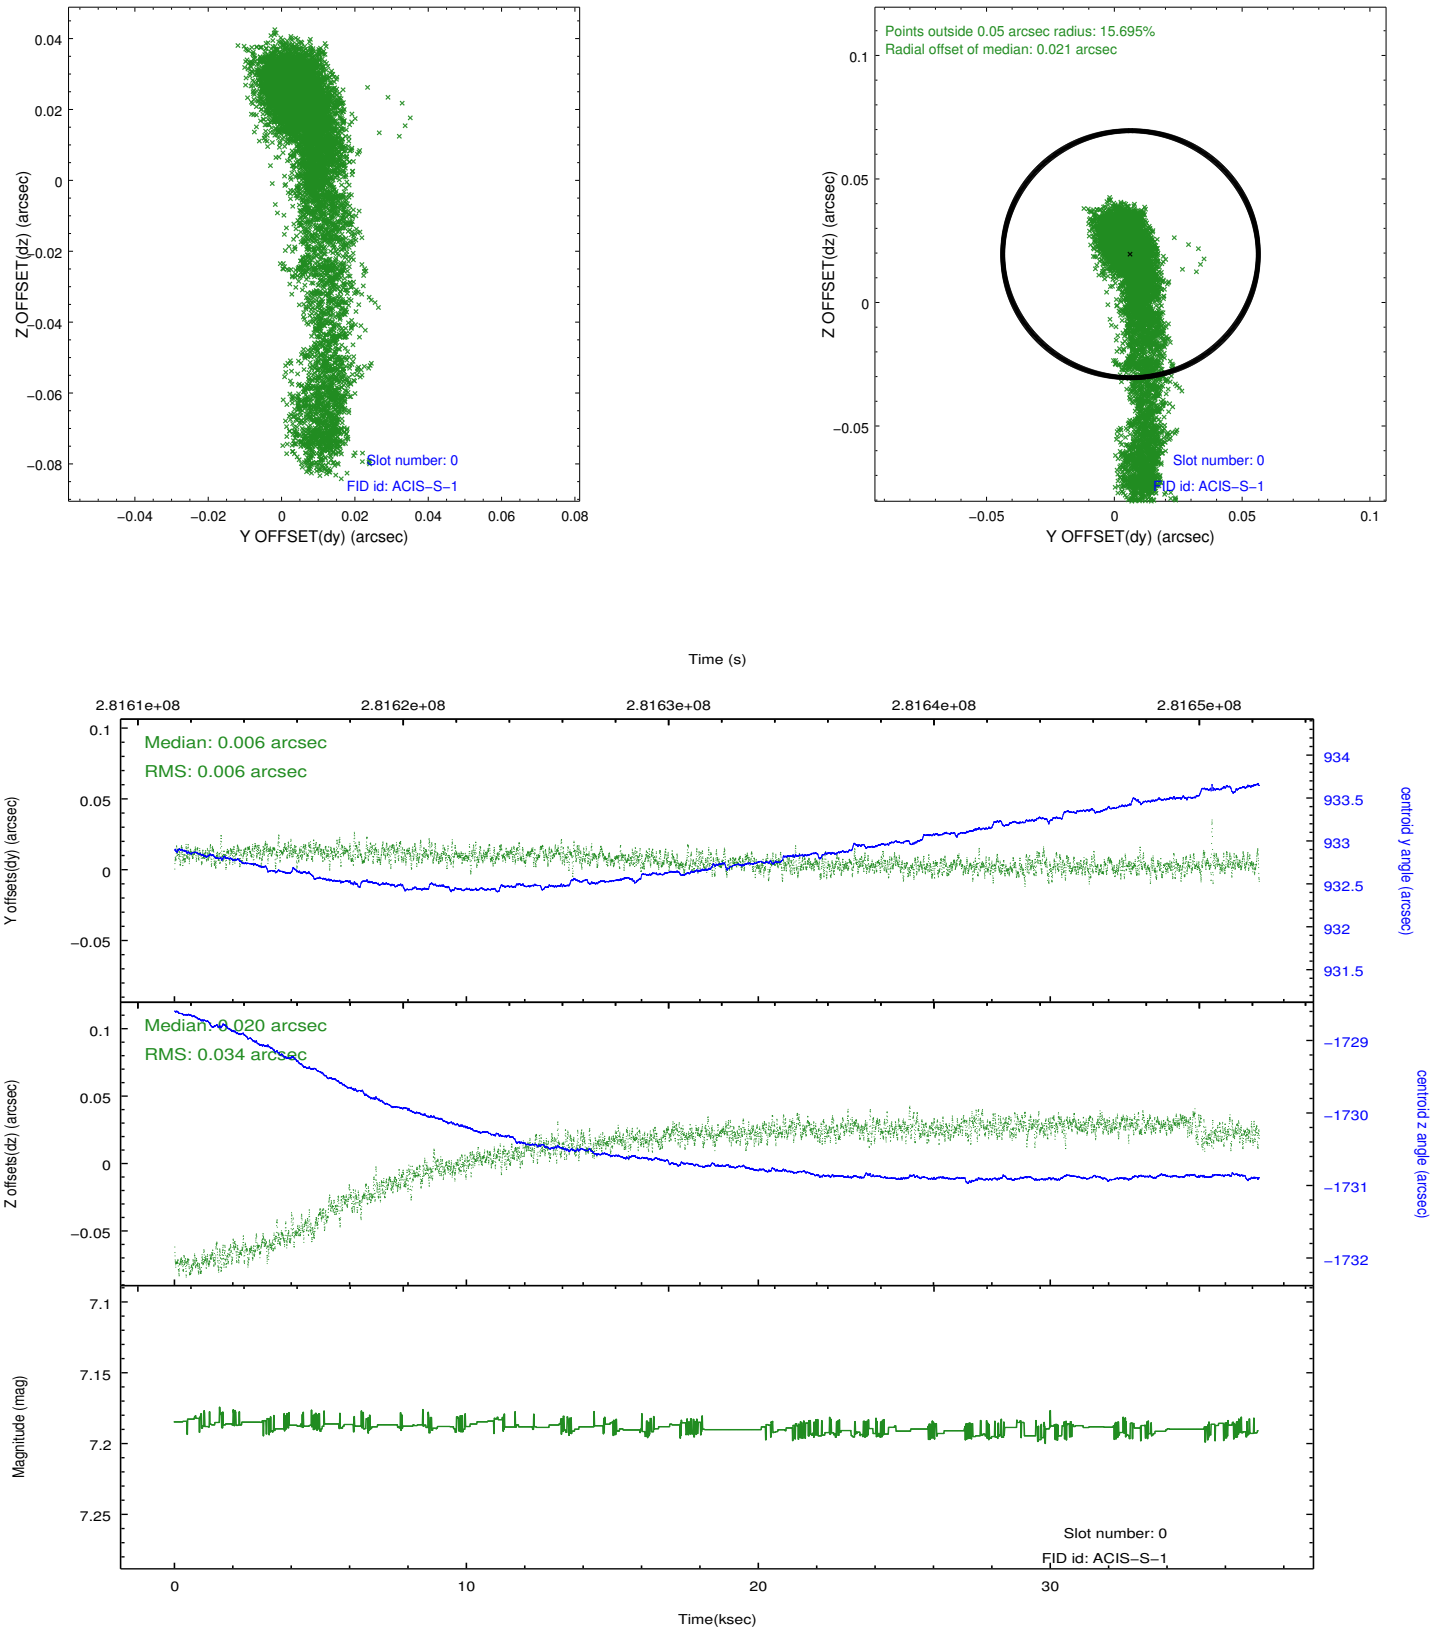 0.04
0.02
0
−0.02
−0.04
−0.06
−0.08
Z OFFSET(dz) (arcsec)
Slot number: 0
FID id: ACIS−S−1
−0.04 −0.02 0 0.02 0.04 0.06 0.08
Y OFFSET(dy) (arcsec)
Points outside 0.05 arcsec radius: 15.695%
Radial offset of median: 0.021 arcsec
0.1
0.05
0
−0.05
Z OFFSET(dz) (arcsec)
Slot number: 0
FID id: ACIS−S−1
−0.05 0 0.05 0.1
Y OFFSET(dy) (arcsec)
Time (s)
2.8161e+08 2.8162e+08 2.8163e+08 2.8164e+08 2.8165e+08
Median: 0.006 arcsec
RMS: 0.006 arcsec
0.1
0.05
0
−0.05
Y offsets(dy) (arcsec)
934
933.5
933
932.5
932
931.5
centroid y angle (arcsec)
Median: 0.020 arcsec
RMS: 0.034 arcsec
0.1
0.05
0
−0.05
Z offsets(dz) (arcsec)
−1729
−1730
−1731
−1732
centroid z angle (arcsec)
7.1
7.15
7.2
7.25
Magnitude (mag)
Slot number: 0
FID id: ACIS−S−1
0 10 20 30
Time(ksec)